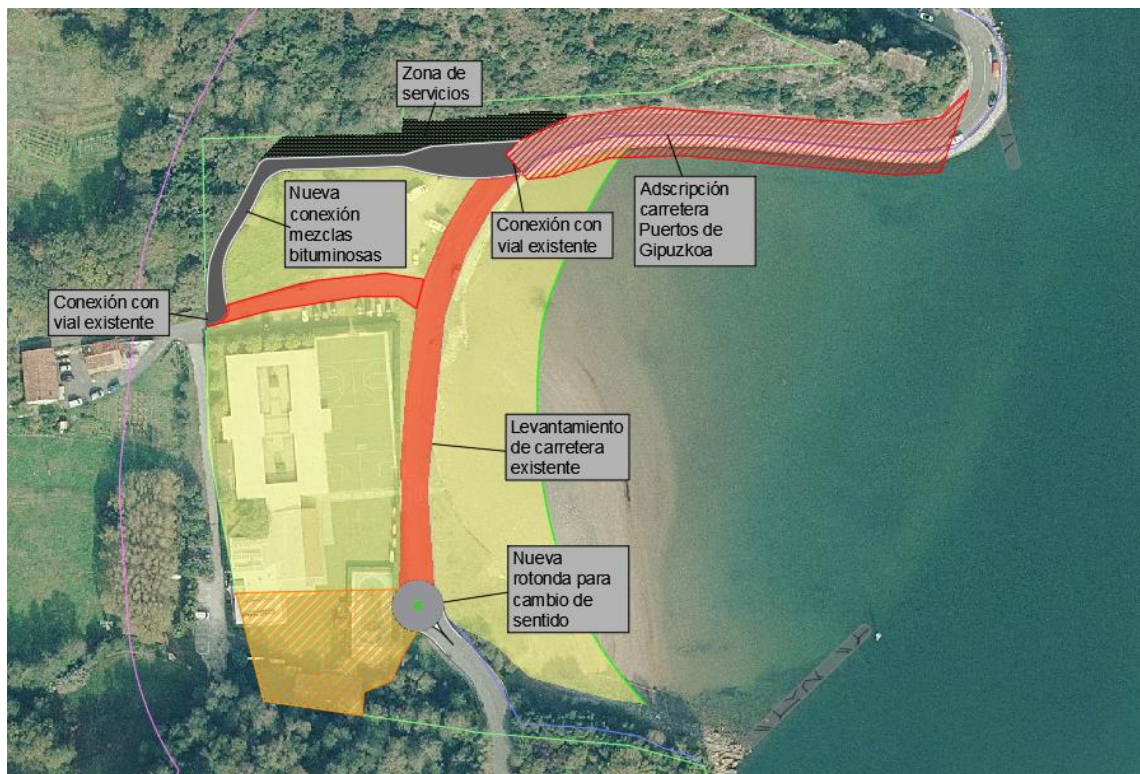 Zona de
servicios
Nueva
conexión
mezclas
bituminosas
Conexión con
vial existente
Adscripción
carretera
Puertos de
Gipuzkoa
Conexión con
vial existente
Levantamiento
de carretera
existente
Nueva
rotonda para
cambio de
sentido